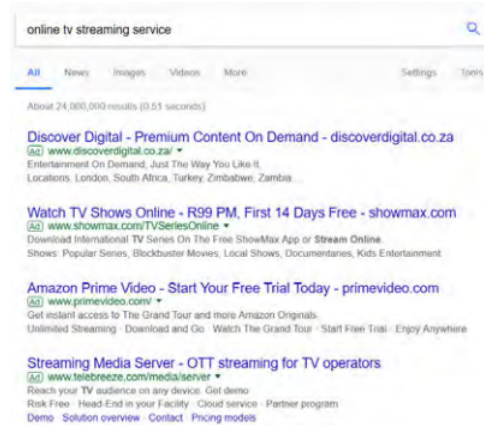 online tv streaming service
All News Images Videos More Settings Tools
About 24,000,000 results (0.51 seconds)
Discover Digital - Premium Content On Demand - discoverdigital.co.za
Ad www.discoverdigital.co.za/
Entertainment On Demand, Just The Way You Like It.
Locations: London, South Africa, Turkey, Zimbabwe, Zambia...
Watch TV Shows Online - R99 PM, First 14 Days Free - showmax.com
Ad www.showmax.com/TVSeriesOnline
Download International TV Series On The Free ShowMax App or Stream Online.
Shows: Popular Series, Blockbuster Movies, Local Shows, Documentaries, Kids Entertainment
Amazon Prime Video - Start Your Free Trial Today - primevideo.com
Ad www.primevideo.com/
Get instant access to The Grand Tour and more Amazon Originals.
Unlimited Streaming · Download and Go · Watch The Grand Tour · Start Free Trial · Enjoy Anywhere
Streaming Media Server - OTT streaming for TV operators
Ad www.telebreeze.com/media/server
Reach your TV audience on any device. Get demo
Risk Free · Head-End in your Facility · Cloud service · Partner program
Demo · Solution overview · Contact · Pricing models